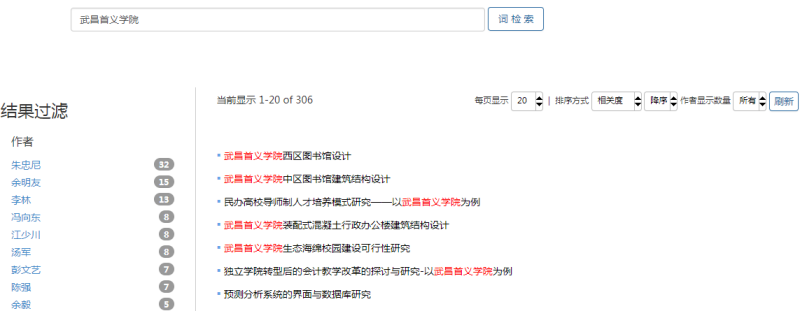 武昌首义学院 词 检 索
结果过滤
作者
朱忠尼 32
余明友 15
李林 13
冯向东 8
江少川 8
汤军 8
彭文艺 7
陈强 7
余毅 5
当前显示 1-20 of 306 每页显示 20 | 排序方式 相关度 降序 作者显示数量 所有 刷新
武昌首义学院西区图书馆设计
武昌首义学院中区图书馆建筑结构设计
民办高校导师制人才培养模式研究——以武昌首义学院为例
武昌首义学院装配式混凝土行政办公楼建筑结构设计
武昌首义学院生态海绵校园建设可行性研究
独立学院转型后的会计教学改革的探讨与研究-以武昌首义学院为例
预测分析系统的界面与数据库研究